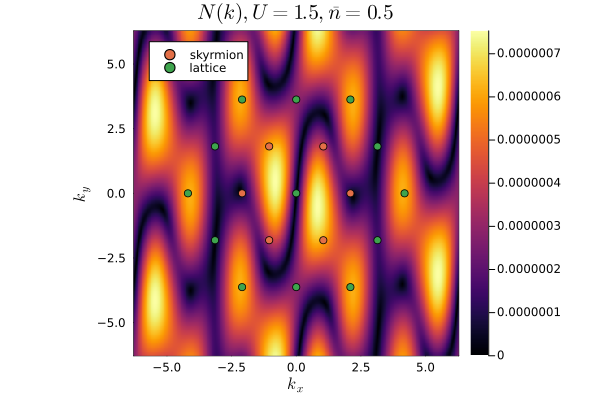 N(k), U = 1.5, n̄ = 0.5
skyrmion
lattice
5.0
2.5
0.0
−2.5
−5.0
k_y
−5.0 −2.5 0.0 2.5 5.0
k_x
0.0000007
0.0000006
0.0000005
0.0000004
0.0000003
0.0000002
0.0000001
0